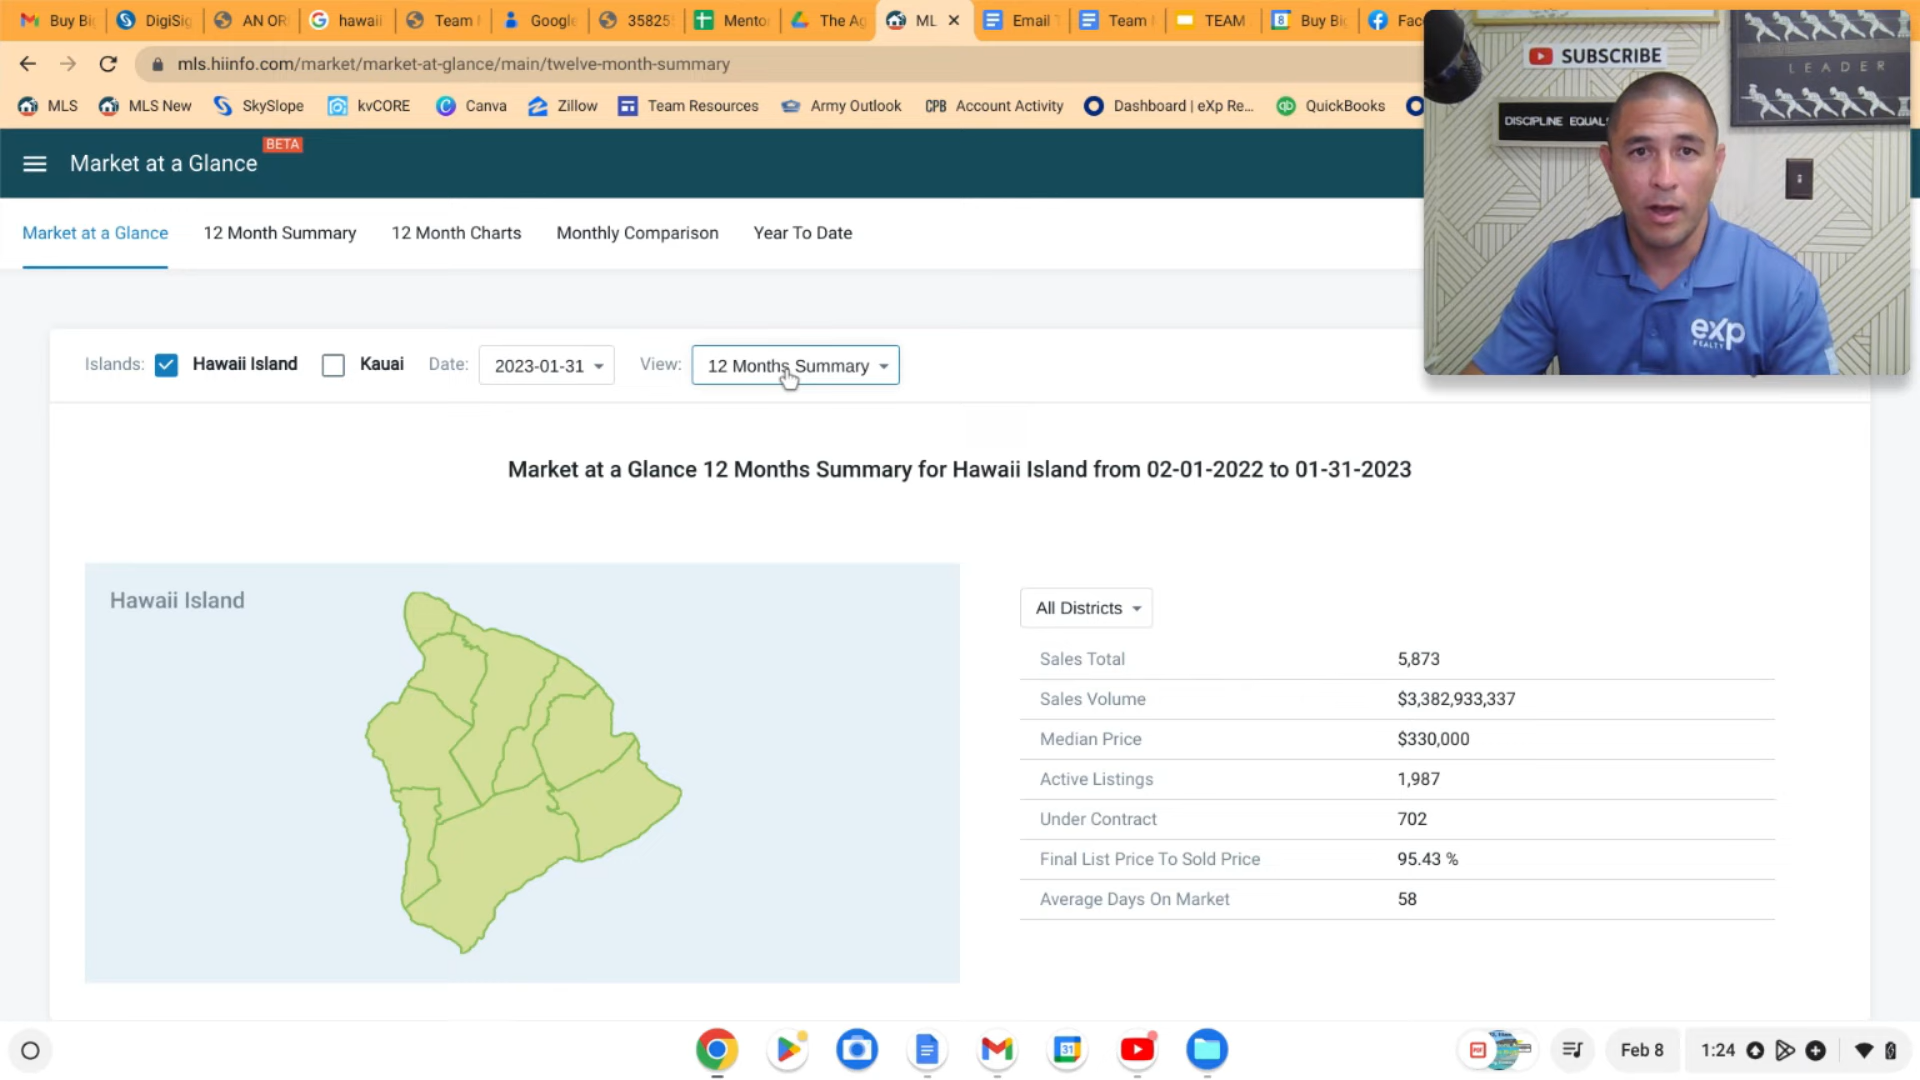 Buy Bi
DigiSig
AN OR
hawaii
Team
Google
35825
Mento
The Ag
ML
Email
Team
TEAM
Buy Bi
Fac
mls.hiinfo.com/market/market-at-glance/main/twelve-month-summary
MLS
MLS New
SkySlope
kvCORE
Canva
Zillow
Team Resources
Army Outlook
CPB Account Activity
Dashboard | eXp Re...
QuickBooks
SUBSCRIBE
LEADER
DISCIPLINE EQUALS
eXp
REALTY
Market at a Glance
BETA
Market at a Glance
12 Month Summary
12 Month Charts
Monthly Comparison
Year To Date
Islands: Hawaii Island Kauai Date: 2023-01-31 View: 12 Months Summary
Market at a Glance 12 Months Summary for Hawaii Island from 02-01-2022 to 01-31-2023
Hawaii Island
All Districts
Sales Total 5,873
Sales Volume $3,382,933,337
Median Price $330,000
Active Listings 1,987
Under Contract 702
Final List Price To Sold Price 95.43 %
Average Days On Market 58
31
Feb 8
1:24